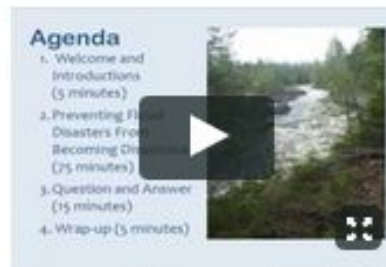 Agenda
1. Welcome and
Introductions
(5 minutes)
2. Preventing
Disasters From
Becoming
(75 minutes)
3. Question and Answer
(15 minutes)
4. Wrap-up (5 minutes)